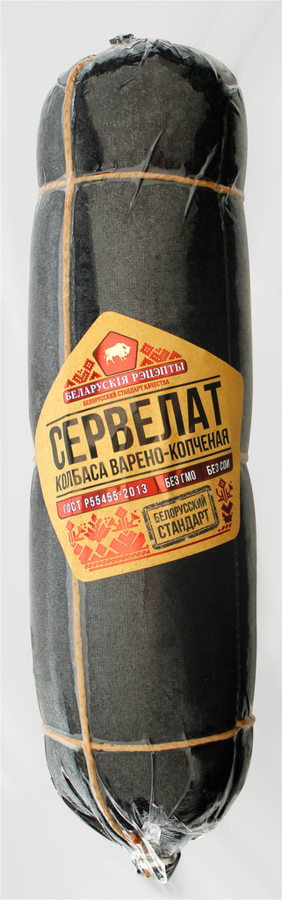 БЕЛАРУСКІЯ РЭЦЭПТЫ
БЕЛОРУССКИЙ СТАНДАРТ КАЧЕСТВА
СЕРВЕЛАТ
КОЛБАСА ВАРЕНО-КОПЧЕНАЯ
ГОСТ Р55455-2013 БЕЗ ГМО БЕЗ СОИ
БЕЛОРУССКИЙ
СТАНДАРТ